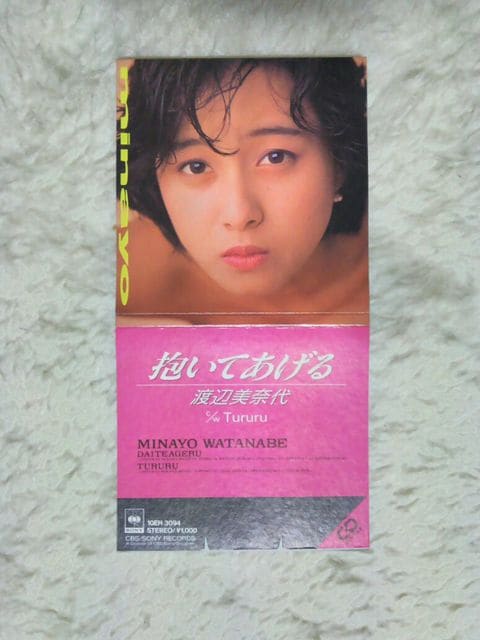 minayo
抱いてあげる
渡辺美奈代
c/w Tururu
MINAYO WATANABE
DAITEAGERU
TURURU
SONY
10EH 3094
STEREO/¥1,000
CBS/SONY RECORDS